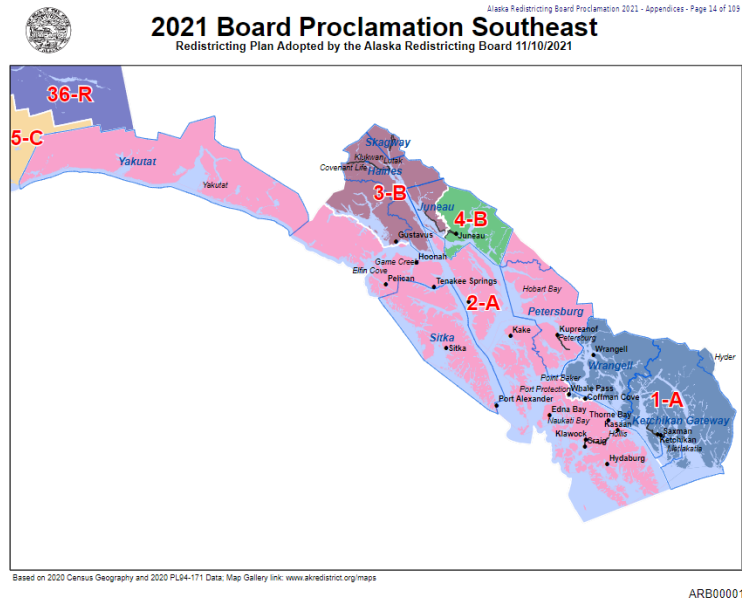 Alaska Redistricting Board Proclamation 2021 - Appendices - Page 14 of 109
2021 Board Proclamation Southeast
Redistricting Plan Adopted by the Alaska Redistricting Board 11/10/2021
36-R
5-C
Yakutat
Yakutat
Skagway
Klukwan
Lutak
Covenant Life
Haines
3-B
Juneau
4-B
Juneau
Gustavus
Hoonah
Game Creek
Elfin Cove
Pelican
Tenakee Springs
Hobart Bay
2-A
Petersburg
Sitka
Sitka
Kake
Kupreanof
Petersburg
Wrangell
Hyder
Wrangell
Point Baker
Port Protection
Whale Pass
Coffman Cove
1-A
Port Alexander
Edna Bay
Thorne Bay
Naukati Bay
Kasaan
Ketchikan Gateway
Klawock
Hollis
Saxman
Craig
Ketchikan
Metlakatla
Hydaburg
Based on 2020 Census Geography and 2020 PL94-171 Data; Map Gallery link: www.akredistrict.org/maps
ARB00001